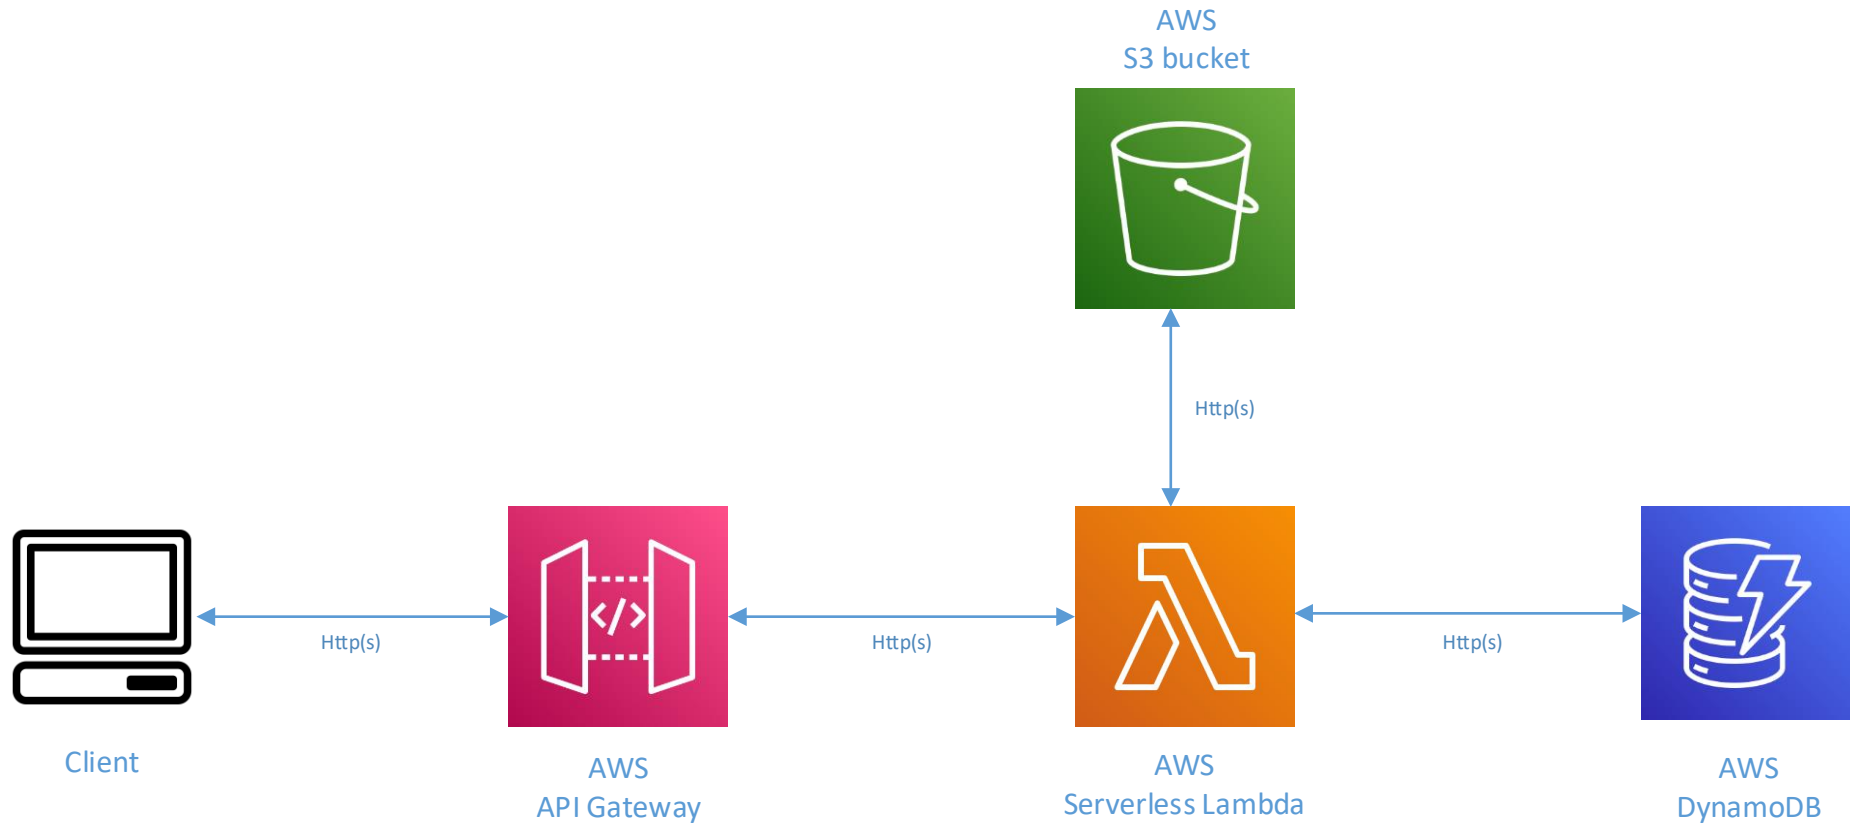 AWS
S3 bucket
Http(s)
Http(s)
Http(s)
Http(s)
</>
Client
AWS
API Gateway
AWS
Serverless Lambda
AWS
DynamoDB